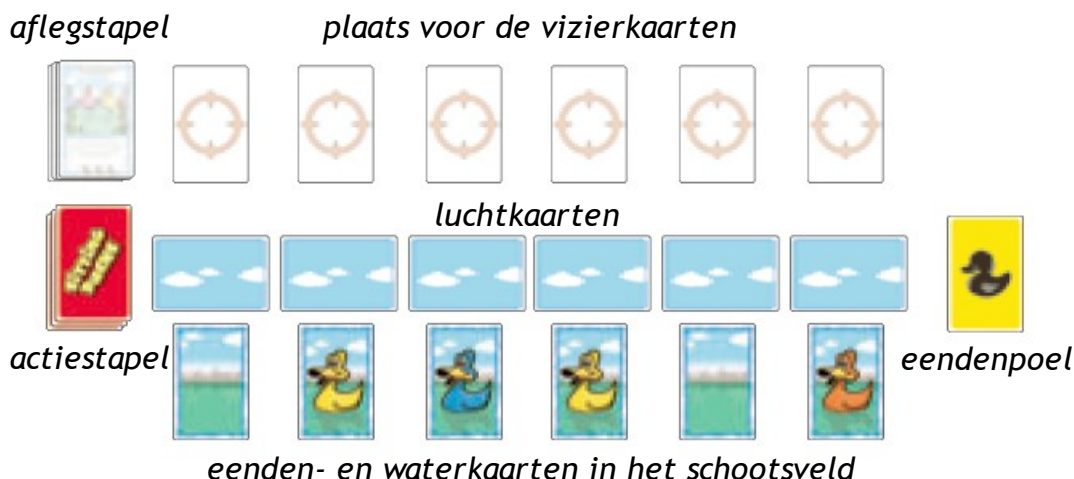 aflegstapel
plaats voor de vizierkaarten
luchtkaarten
actiestapel
eendenpoel
eenden- en waterkaarten in het schootsveld